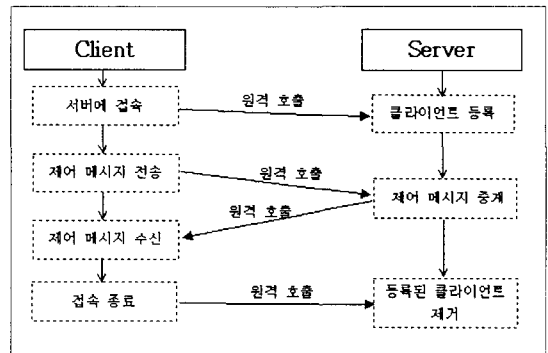 Client
Server
서버에 접속
원격 호출
클라이언트 등록
제어 메시지 전송
원격 호출
제어 메시지 중계
원격 호출
제어 메시지 수신
접속 종료
원격 호출
등록된 클라이언트
제거